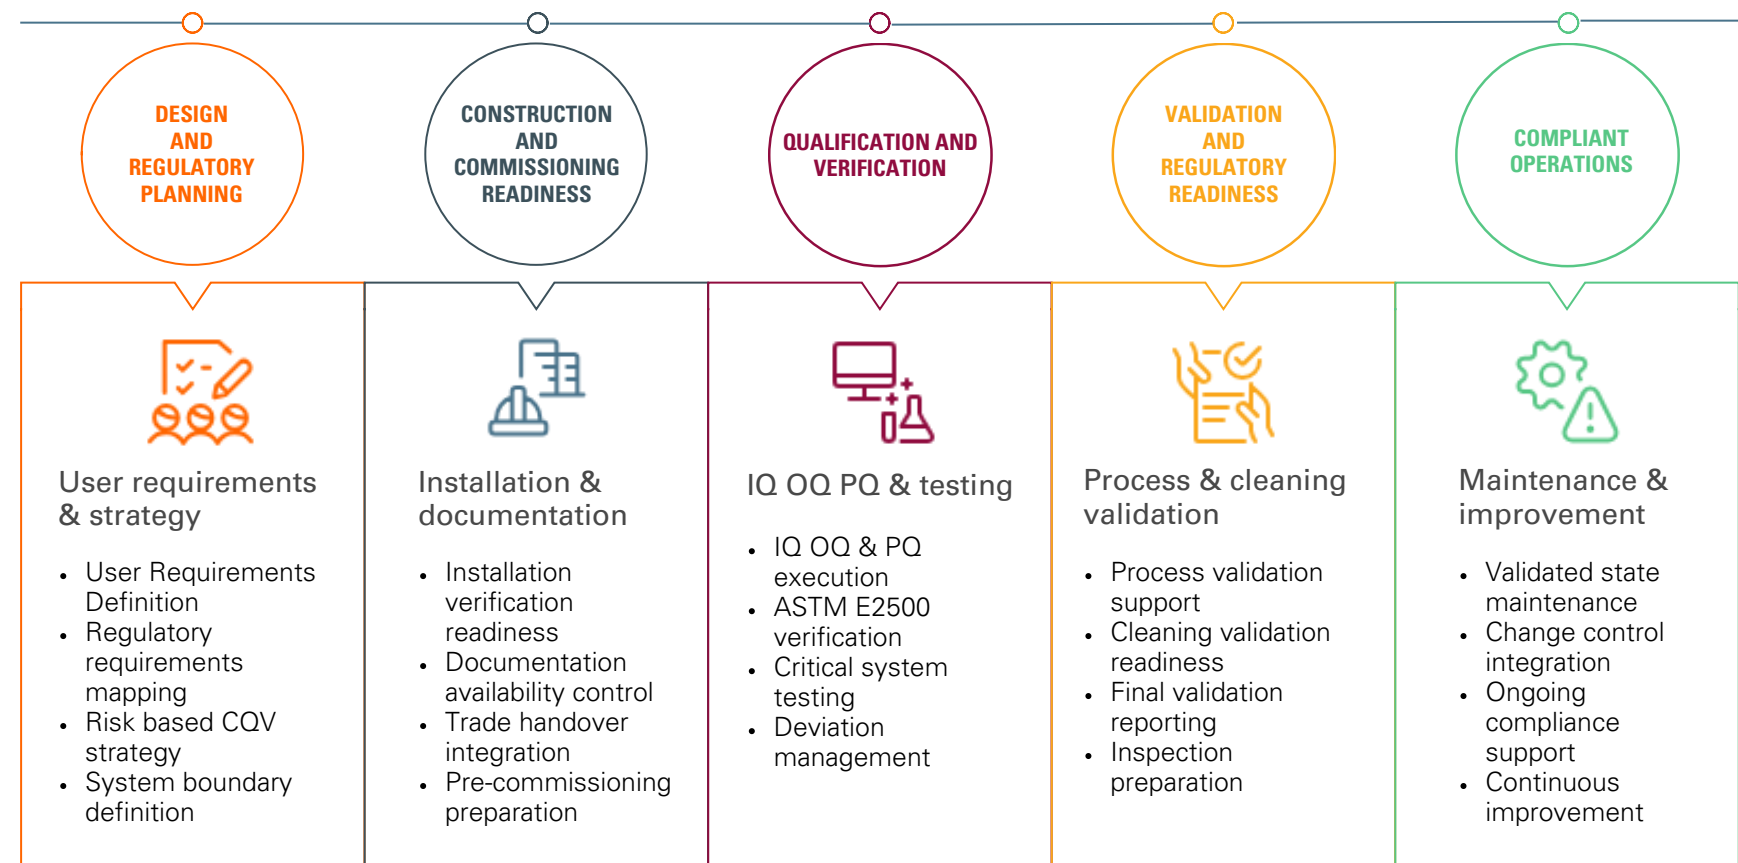 DESIGN
AND
REGULATORY
PLANNING
CONSTRUCTION
AND
COMMISSIONING
READINESS
QUALIFICATION AND
VERIFICATION
VALIDATION
AND
REGULATORY
READINESS
COMPLIANT
OPERATIONS
User requirements
& strategy
• User Requirements
Definition
• Regulatory
requirements
mapping
• Risk based CQV
strategy
• System boundary
definition
Installation &
documentation
• Installation
verification
readiness
• Documentation
availability control
• Trade handover
integration
• Pre-commissioning
preparation
IQ OQ PQ & testing
• IQ OQ & PQ
execution
• ASTM E2500
verification
• Critical system
testing
• Deviation
management
Process & cleaning
validation
• Process validation
support
• Cleaning validation
readiness
• Final validation
reporting
• Inspection
preparation
Maintenance &
improvement
• Validated state
maintenance
• Change control
integration
• Ongoing
compliance
support
• Continuous
improvement